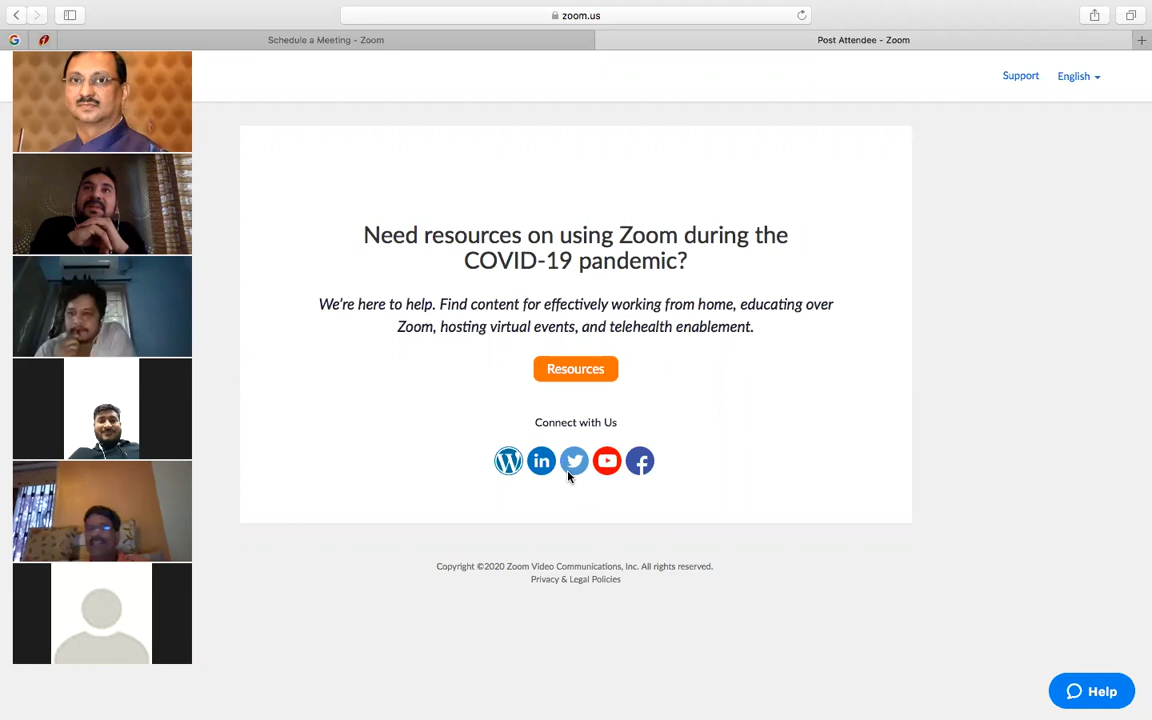 zoom.us
Schedule a Meeting - Zoom
Post Attendee - Zoom
Support
English
Need resources on using Zoom during the
COVID-19 pandemic?
We're here to help. Find content for effectively working from home, educating over
Zoom, hosting virtual events, and telehealth enablement.
Resources
Connect with Us
Copyright ©2020 Zoom Video Communications, Inc. All rights reserved.
Privacy & Legal Policies
Help